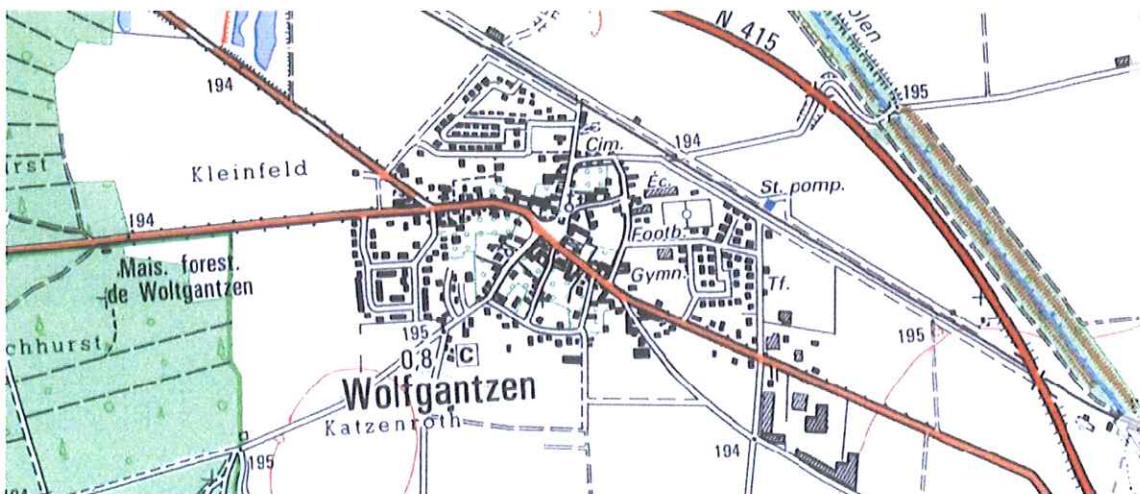 N 415
194
195
Cim.
194
Kleinfeld
Éc.
St. pomp.
194
Footb.
Mais. forest.
de Woltgantzen
Gymn.
Tf.
chhurst
195
195
0,8
C
Wolfgantzen
Katzenroth
194
195